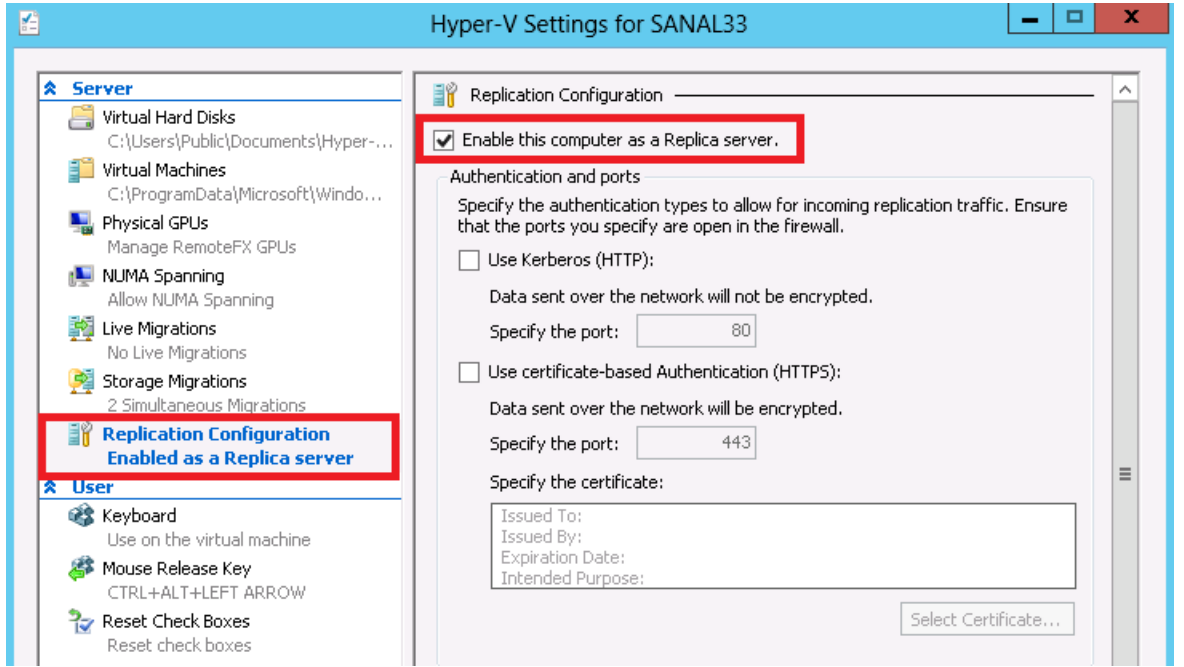 Hyper-V Settings for SANAL33
Server
Virtual Hard Disks
C:\Users\Public\Documents\Hyper-...
Virtual Machines
C:\ProgramData\Microsoft\Windo...
Physical GPUs
Manage RemoteFX GPUs
NUMA Spanning
Allow NUMA Spanning
Live Migrations
No Live Migrations
Storage Migrations
2 Simultaneous Migrations
Replication Configuration
Enabled as a Replica server
User
Keyboard
Use on the virtual machine
Mouse Release Key
CTRL+ALT+LEFT ARROW
Reset Check Boxes
Reset check boxes
Replication Configuration
Enable this computer as a Replica server.
Authentication and ports
Specify the authentication types to allow for incoming replication traffic. Ensure
that the ports you specify are open in the firewall.
Use Kerberos (HTTP):
Data sent over the network will not be encrypted.
Specify the port: 80
Use certificate-based Authentication (HTTPS):
Data sent over the network will be encrypted.
Specify the port: 443
Specify the certificate:
Issued To:
Issued By:
Expiration Date:
Intended Purpose:
Select Certificate...